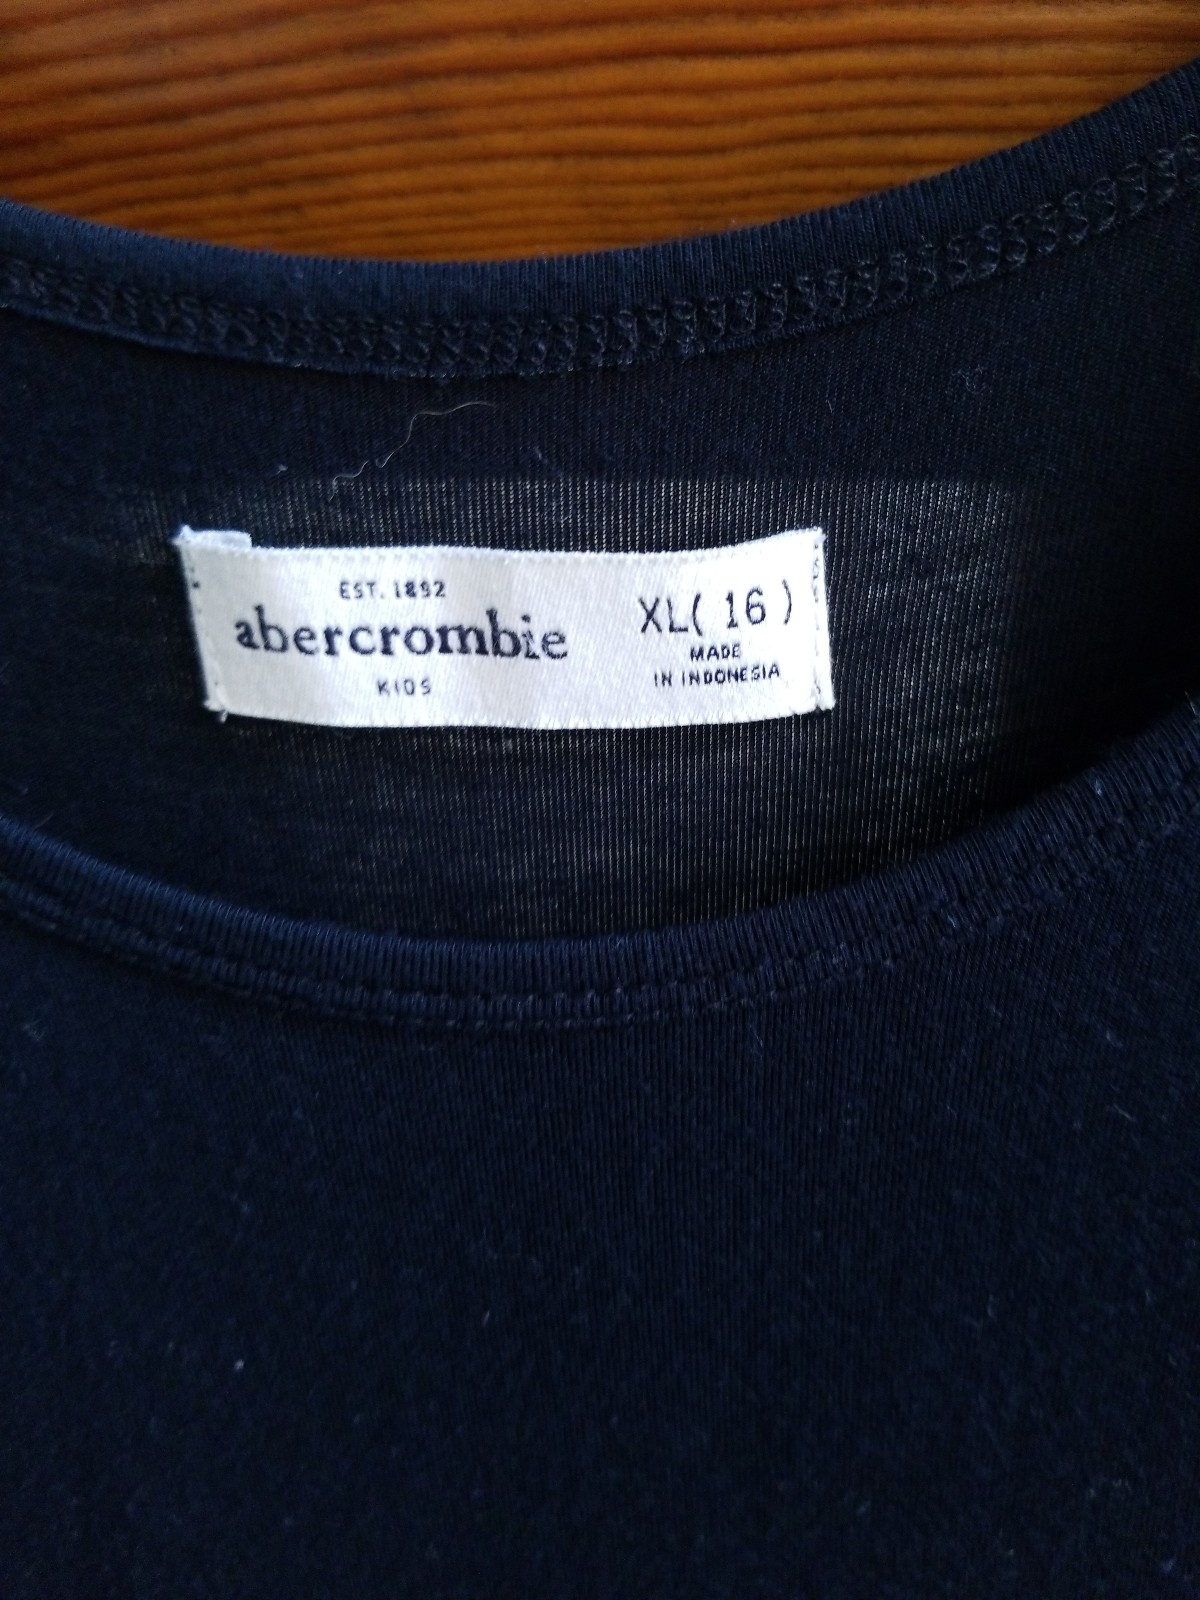 EST. 1892
abercrombie
KIDS
XL( 16 )
MADE
IN INDONESIA